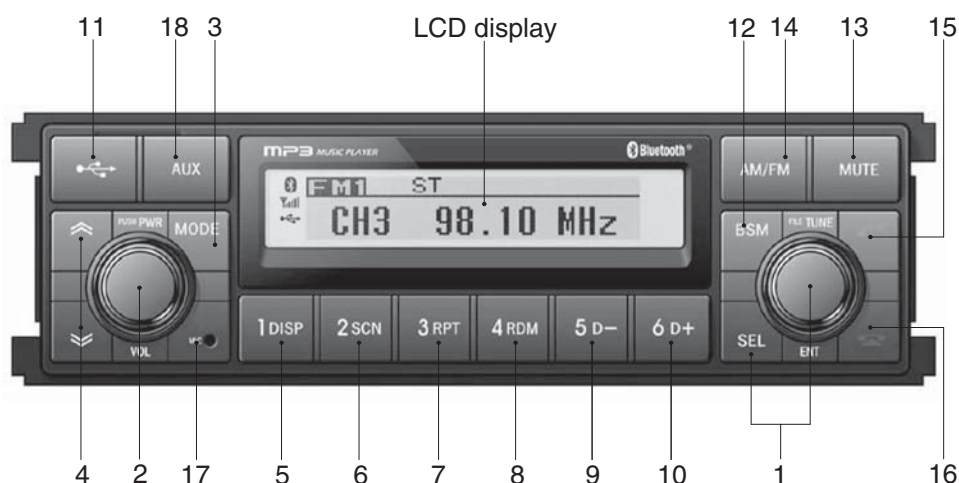 11 18 3 LCD display 12 14 13 15
MP3 MUSIC PLAYER Bluetooth®
AUX AM/FM MUTE
FM1 ST
CH3 98.10 MHz
PUSH PWR MODE BSM FILE TUNE
1 DISP 2 SCN 3 RPT 4 RDM 5 D− 6 D+
VOL MIC SEL ENT
4 2 17 5 6 7 8 9 10 1 16